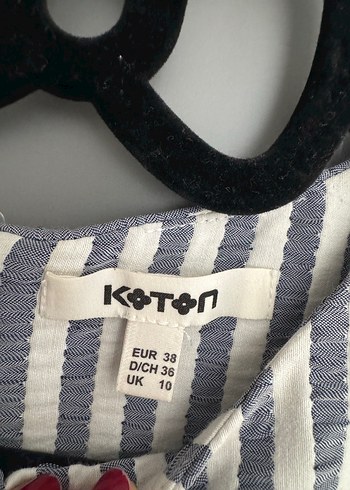 KOTON
EUR 38
D/CH 36
UK 10